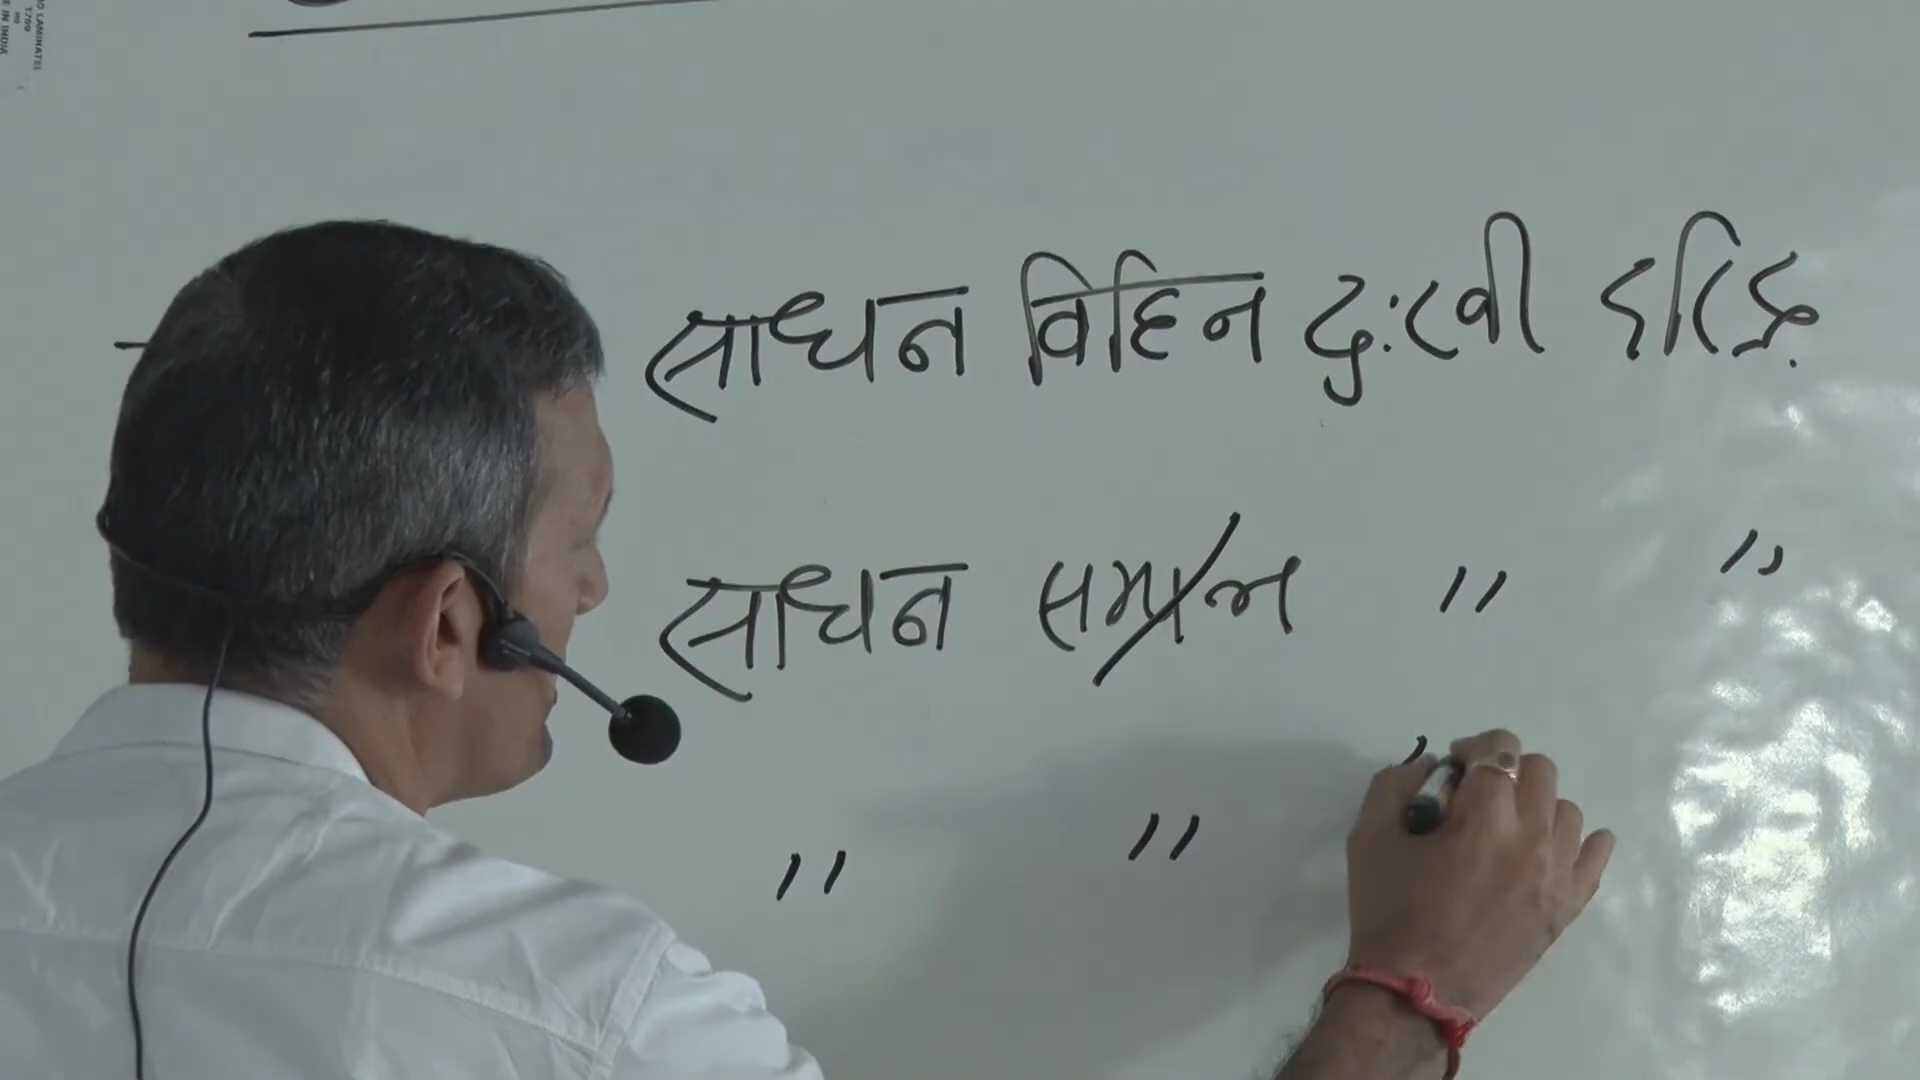 साधन विहिन दुःखी दरिद्र
साधन सम्पन्न " "
" " "